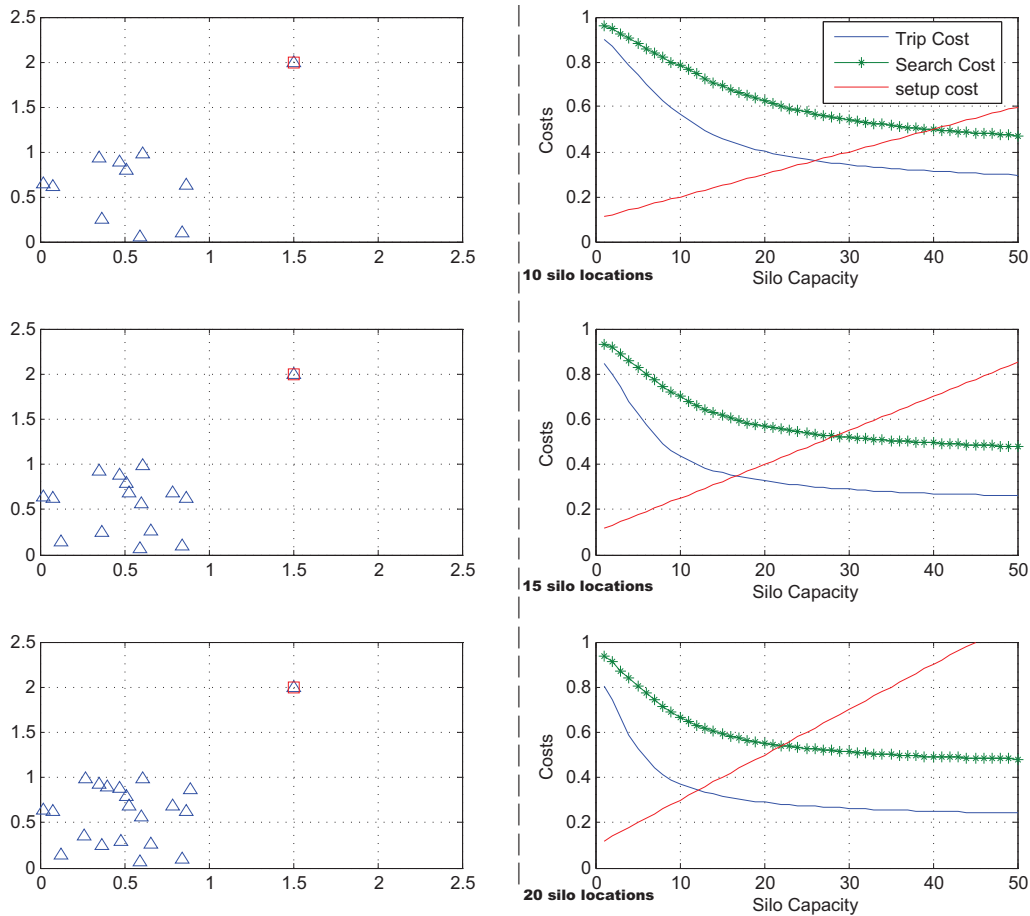 2.5
2
1.5
1
0.5
0
0 0.5 1 1.5 2 2.5
1
0.8
0.6
0.4
0.2
0
Costs
Trip Cost
Search Cost
setup cost
0 10 20 30 40 50
10 silo locations
Silo Capacity
2.5
2
1.5
1
0.5
0
0 0.5 1 1.5 2 2.5
1
0.8
0.6
0.4
0.2
0
Costs
0 10 20 30 40 50
15 silo locations
Silo Capacity
2.5
2
1.5
1
0.5
0
0 0.5 1 1.5 2 2.5
1
0.8
0.6
0.4
0.2
0
Costs
0 10 20 30 40 50
20 silo locations
Silo Capacity